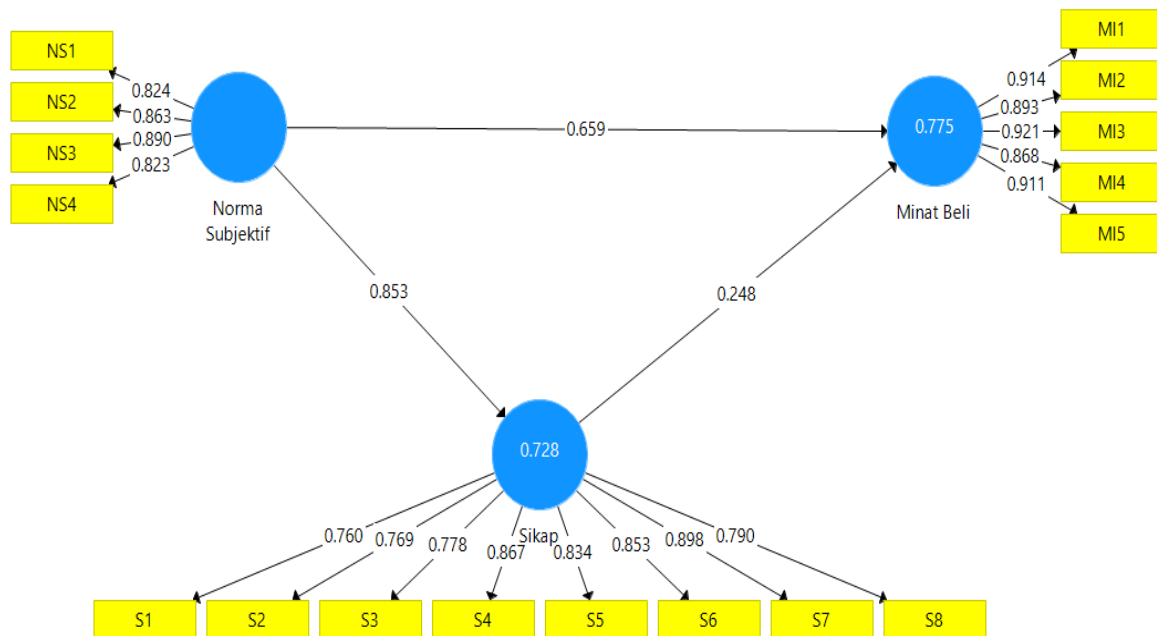 NS1
NS2
NS3
NS4
0.824
0.863
0.890
0.823
Norma
Subjektif
0.659
0.853
0.248
0.775
Minat Beli
0.914
0.893
0.921
0.868
0.911
MI1
MI2
MI3
MI4
MI5
0.728
Sikap
0.760
0.769
0.778
0.867
0.834
0.853
0.898
0.790
S1
S2
S3
S4
S5
S6
S7
S8